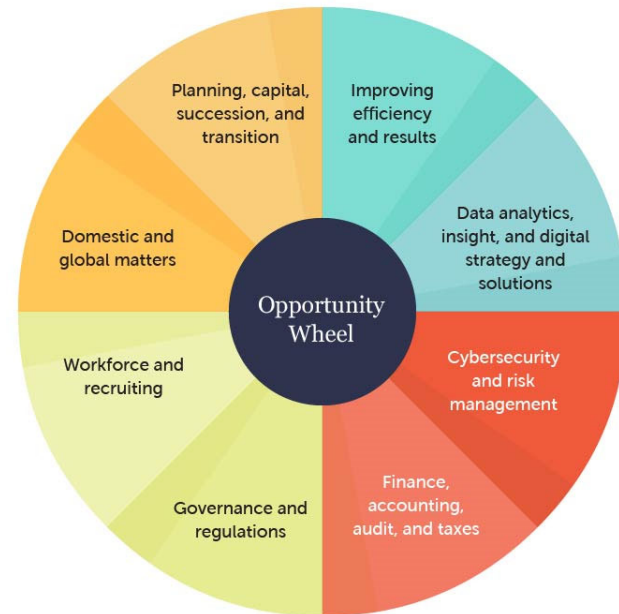 Planning, capital,
succession, and
transition
Improving
efficiency
and results
Domestic and
global matters
Data analytics,
insight, and digital
strategy and
solutions
Opportunity
Wheel
Workforce and
recruiting
Cybersecurity
and risk
management
Governance and
regulations
Finance,
accounting,
audit, and taxes